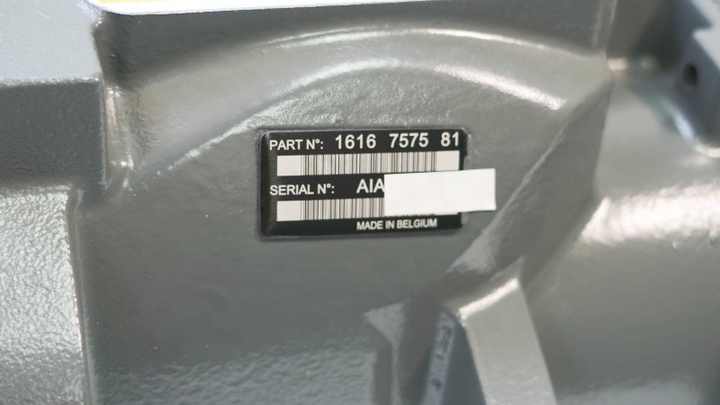 PART N°: 1616 7575 81
SERIAL N°: AIA
MADE IN BELGIUM